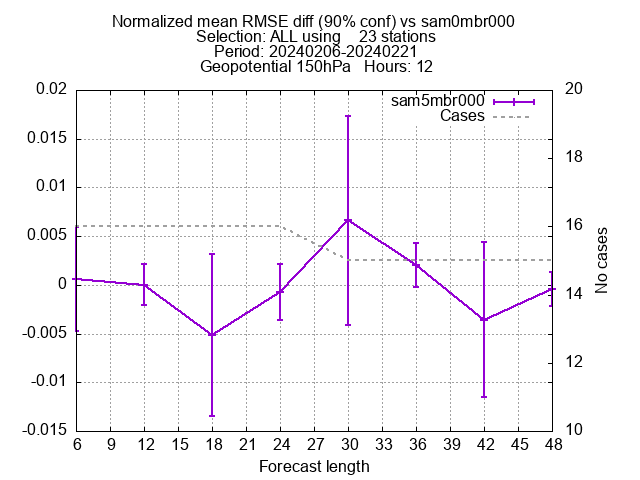 Normalized mean RMSE diff (90% conf) vs sam0mbr000
Selection: ALL using    23 stations
Period: 20240206-20240221
Geopotential 150hPa   Hours: 12
sam5mbr000
Cases
0.02
0.015
0.01
0.005
0
-0.005
-0.01
-0.015
20
18
16
14
12
10
No cases
6 9 12 15 18 21 24 27 30 33 36 39 42 45 48
Forecast length